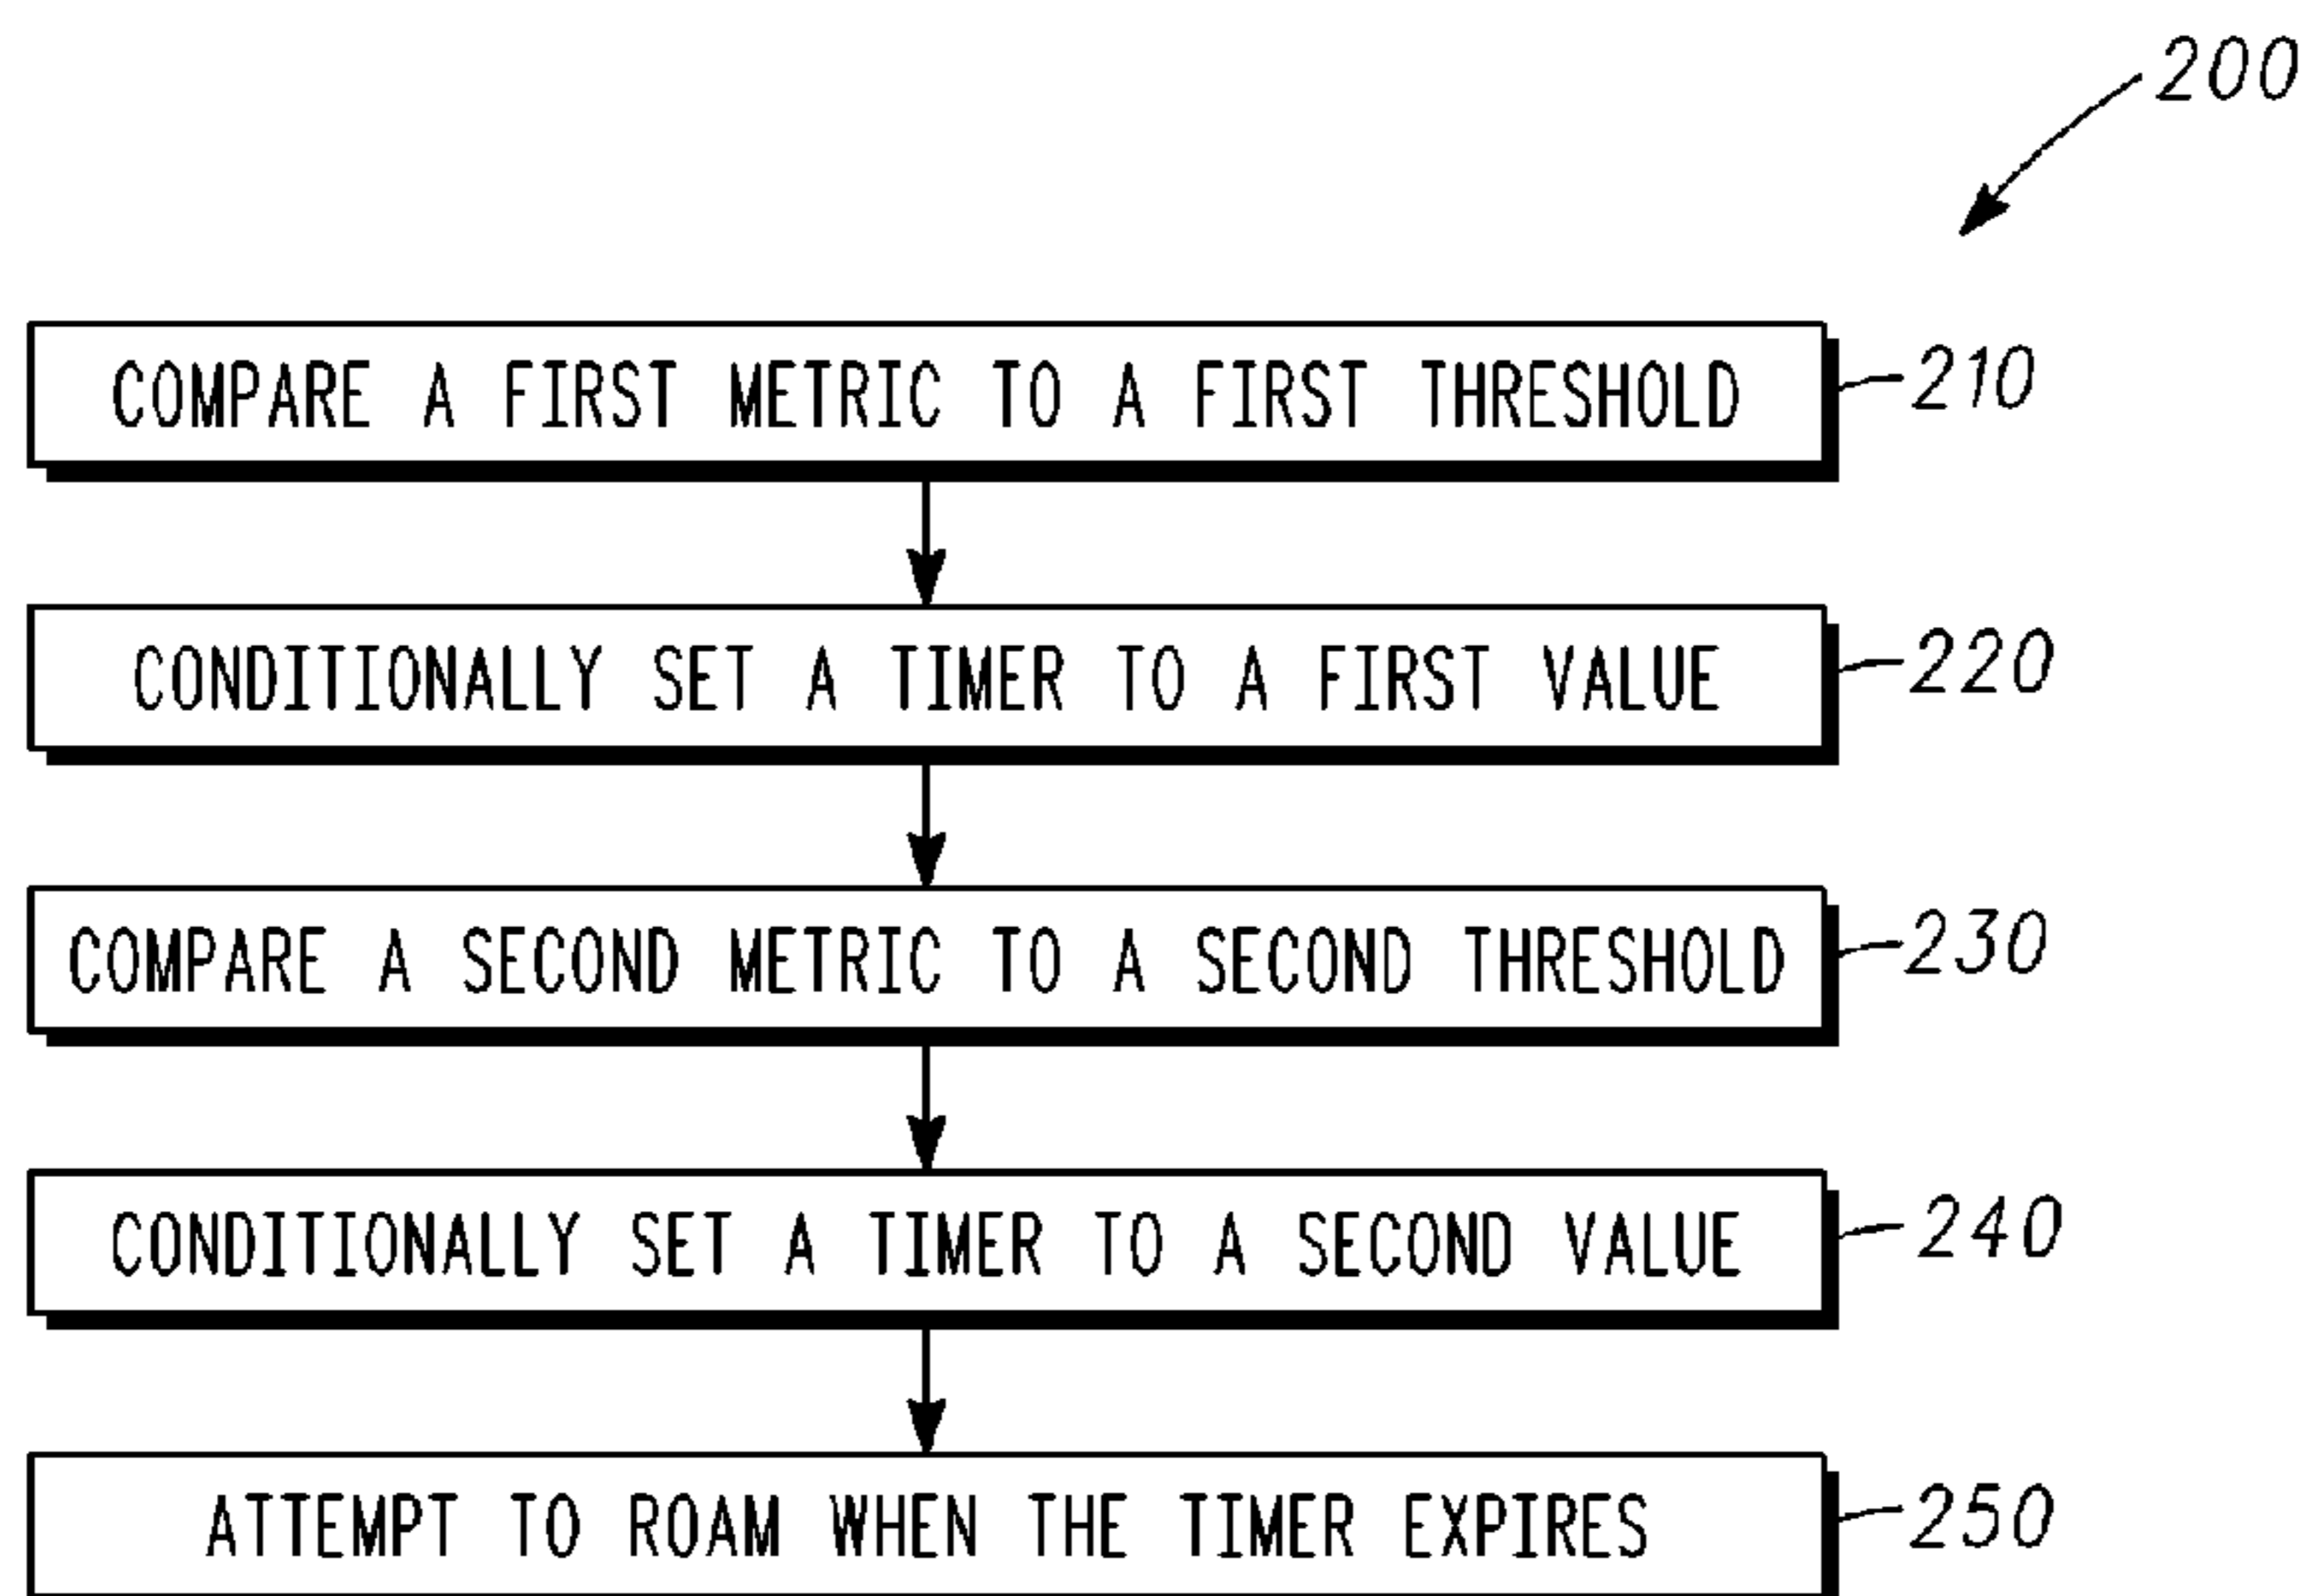 200
COMPARE A FIRST METRIC TO A FIRST THRESHOLD
210
CONDITIONALLY SET A TIMER TO A FIRST VALUE
220
COMPARE A SECOND METRIC TO A SECOND THRESHOLD
230
CONDITIONALLY SET A TIMER TO A SECOND VALUE
240
ATTEMPT TO ROAM WHEN THE TIMER EXPIRES
250